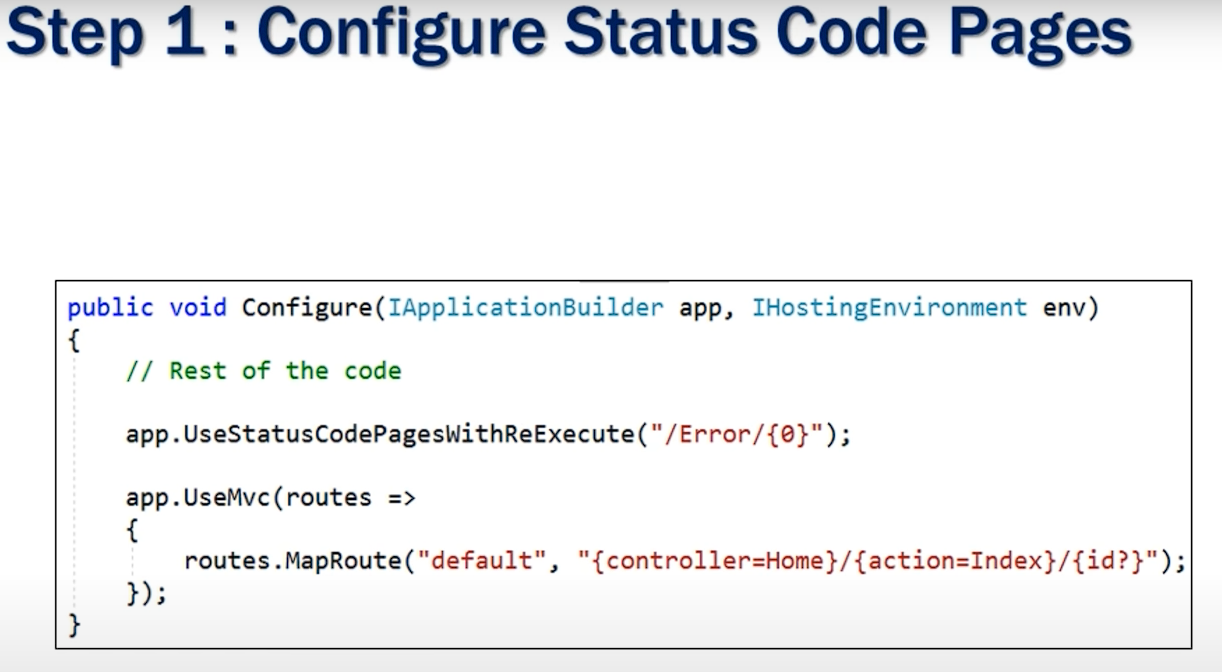 Step 1 : Configure Status Code Pages
public void Configure(IApplicationBuilder app, IHostingEnvironment env)
{
    // Rest of the code
    app.UseStatusCodePagesWithReExecute("/Error/{0}");
    app.UseMvc(routes =>
    {
        routes.MapRoute("default", "{controller=Home}/{action=Index}/{id?}");
    });
}